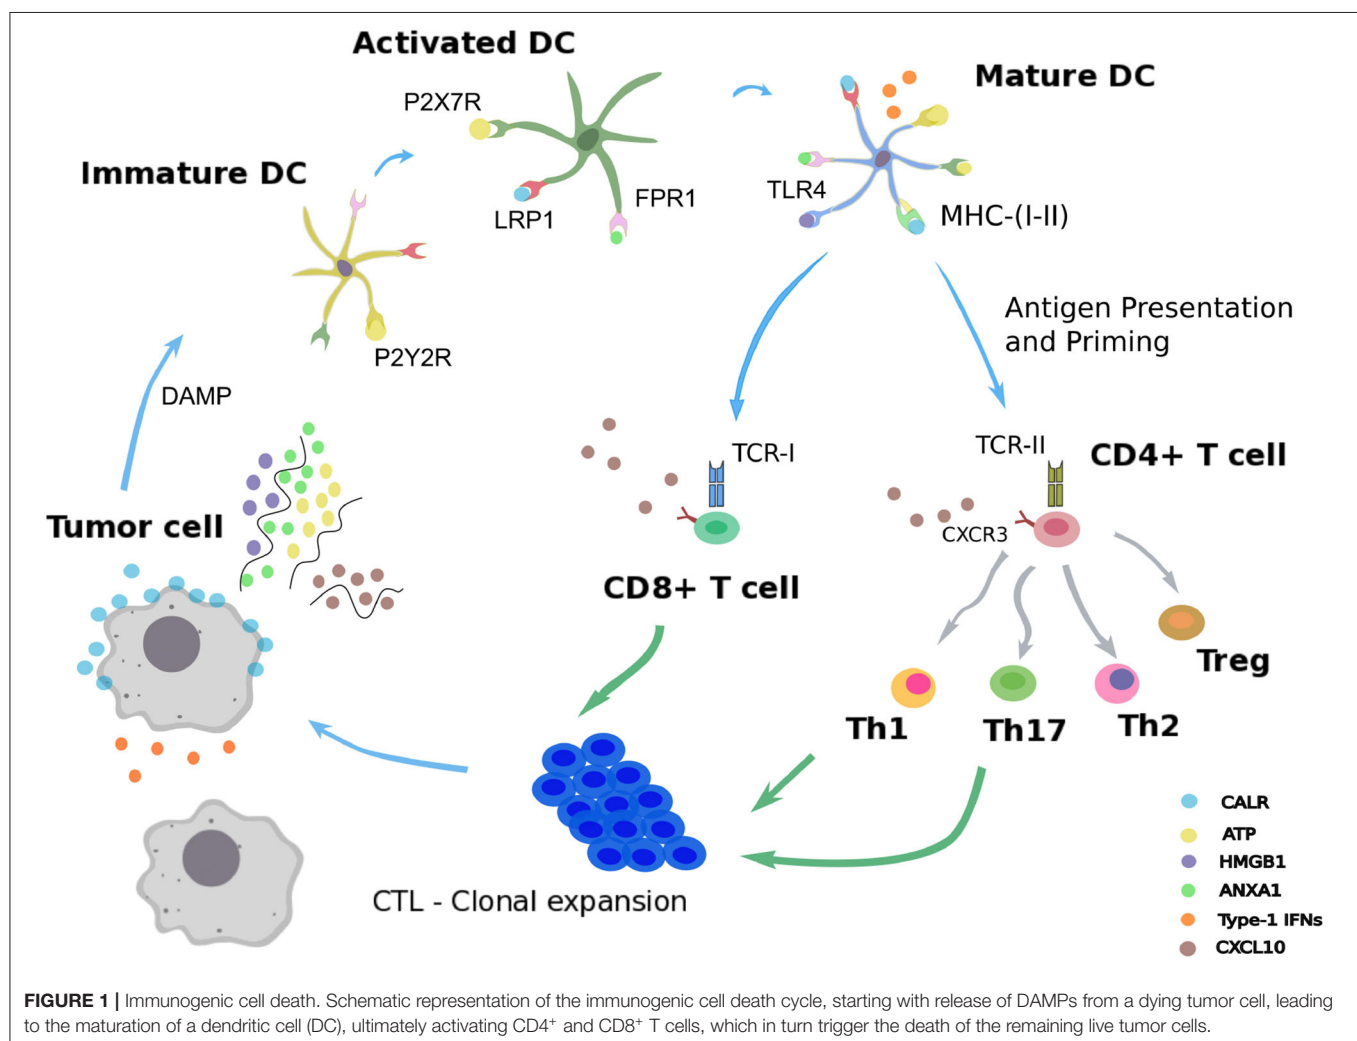 Activated DC
Mature DC
P2X7R
Immature DC
LRP1
FPR1
TLR4
MHC-(I-II)
P2Y2R
DAMP
Antigen Presentation
and Priming
TCR-I
TCR-II
CD4+ T cell
Tumor cell
CXCR3
CD8+ T cell
Treg
Th1
Th17
Th2
CTL - Clonal expansion
CALR
ATP
HMGB1
ANXA1
Type-1 IFNs
CXCL10
FIGURE 1 | Immunogenic cell death. Schematic representation of the immunogenic cell death cycle, starting with release of DAMPs from a dying tumor cell, leading
to the maturation of a dendritic cell (DC), ultimately activating CD4⁺ and CD8⁺ T cells, which in turn trigger the death of the remaining live tumor cells.